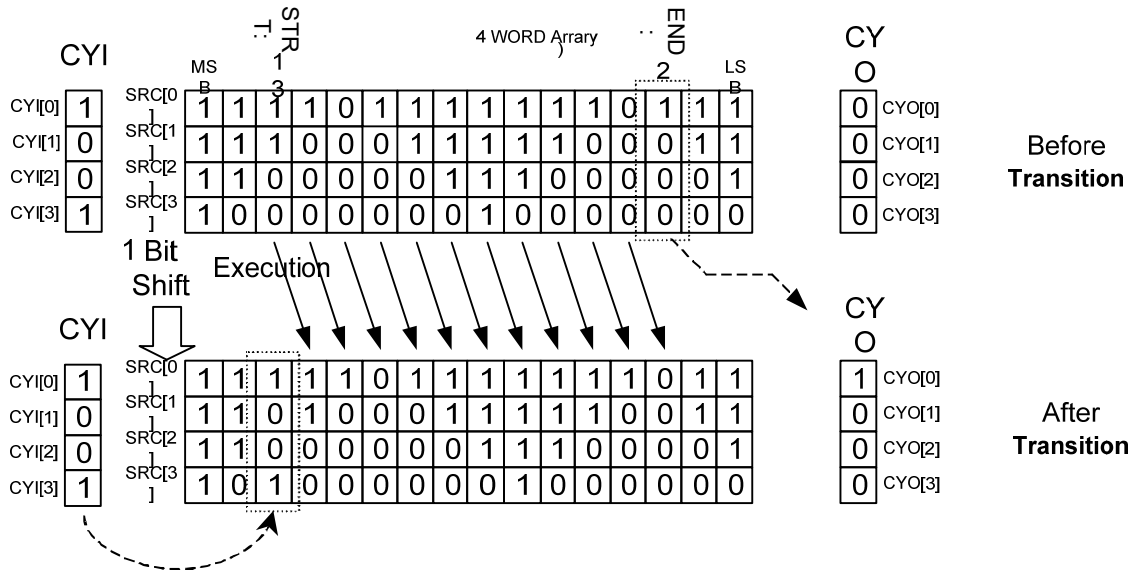 CYI
STR
T:
13
4 WORD Arrary
)
END
:
2
CY
O
MS
B
LS
B
CYI[0] 1 SRC[0 ] 1 1 1 1 0 1 1 1 1 1 1 1 0 1 1 1 0 CYO[0]
CYI[1] 0 SRC[1 ] 1 1 1 0 0 0 1 1 1 1 1 0 0 0 1 1 0 CYO[1]
CYI[2] 0 SRC[2 ] 1 1 0 0 0 0 0 1 1 1 0 0 0 0 0 1 0 CYO[2]
CYI[3] 1 SRC[3 ] 1 0 0 0 0 0 0 0 1 0 0 0 0 0 0 0 0 CYO[3]
Before
Transition
1 Bit
Shift
Execution
CYI
CY
O
CYI[0] 1 SRC[0 ] 1 1 1 1 1 0 1 1 1 1 1 1 1 0 1 1 1 CYO[0]
CYI[1] 0 SRC[1 ] 1 1 0 1 0 0 0 1 1 1 1 1 0 0 1 1 0 CYO[1]
CYI[2] 0 SRC[2 ] 1 1 0 0 0 0 0 0 1 1 1 0 0 0 0 1 0 CYO[2]
CYI[3] 1 SRC[3 ] 1 0 1 0 0 0 0 0 0 1 0 0 0 0 0 0 0 CYO[3]
After
Transition